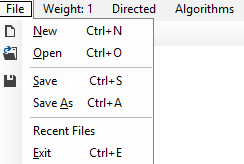 File Weight: 1 Directed Algorithms
New Ctrl+N
Open Ctrl+O
Save Ctrl+S
Save As Ctrl+A
Recent Files
Exit Ctrl+E